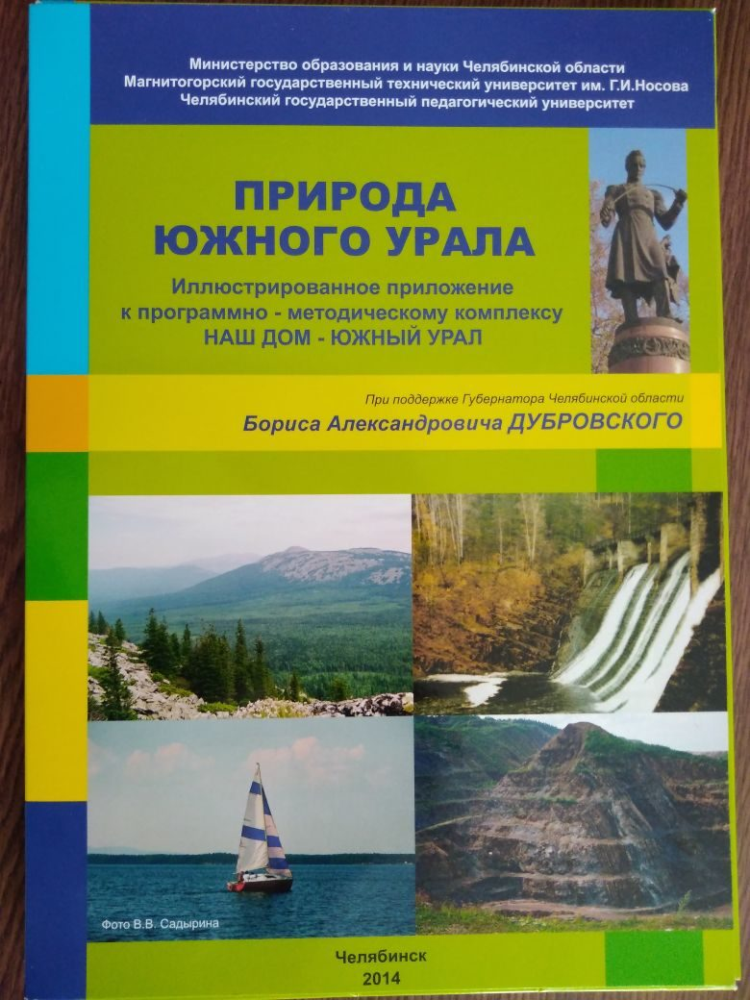 Министерство образования и науки Челябинской области
Магнитогорский государственный технический университет им. Г.И.Носова
Челябинский государственный педагогический университет
ПРИРОДА
ЮЖНОГО УРАЛА
Иллюстрированное приложение
к программно - методическому комплексу
НАШ ДОМ - ЮЖНЫЙ УРАЛ
При поддержке Губернатора Челябинской области
Бориса Александровича ДУБРОВСКОГО
Фото В.В. Садырина
Челябинск
2014